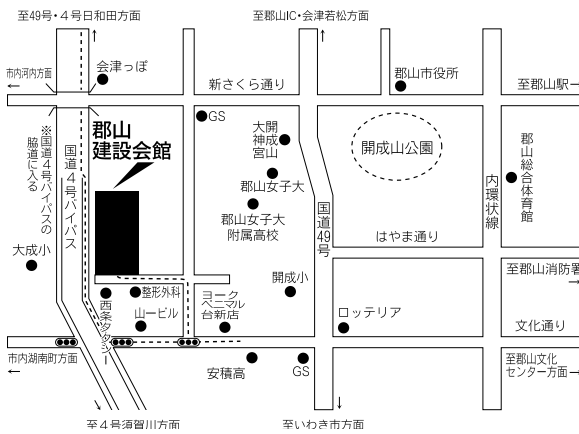 至49号・4号日和田方面
至郡山IC・会津若松方面
市内河内方面
会津っぽ
新さくら通り
郡山市役所
至郡山駅
GS
郡山
建設会館
大開
神成
宮山
開成山公園
※国道4号バイパスの
脇道に入る
国道4号バイパス
郡山女子大
郡山女子大
附属高校
国道49号
はやま通り
内環状線
郡山総合体育館
大成小
至郡山消防署
整形外科
西条タクシー
ヨーク
ベニマル
台新店
開成小
山一ビル
ロッテリア
文化通り
市内湖南町方面
安積高
GS
至郡山文化
センター方面
至4号須賀川方面
至いわき市方面